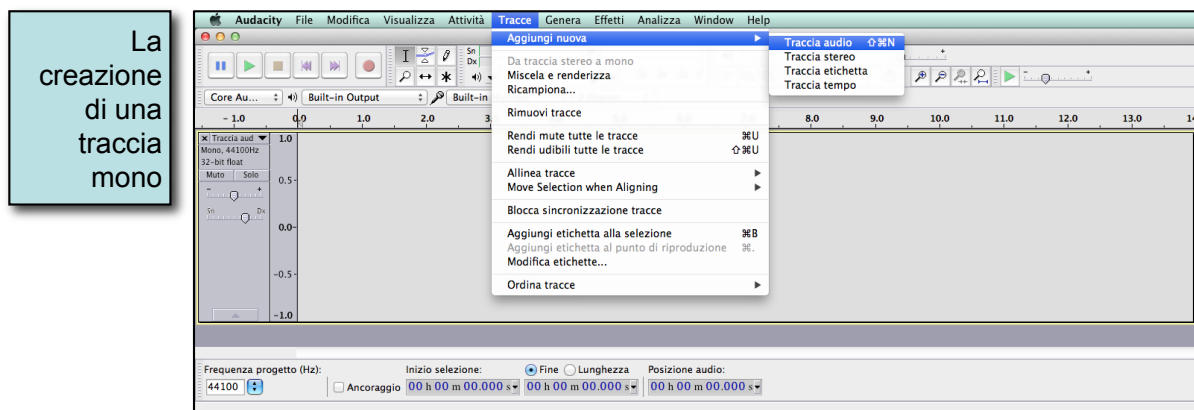 La
creazione
di una
traccia
mono
Audacity File Modifica Visualizza Attività Tracce Genera Effetti Analizza Window Help
Aggiungi nuova
Traccia audio ⇧⌘N
Traccia stereo
Traccia etichetta
Traccia tempo
Da traccia stereo a mono
Miscela e renderizza
Ricampiona...
Rimuovi tracce
Rendi mute tutte le tracce ⌘U
Rendi udibili tutte le tracce ⇧⌘U
Allinea tracce
Move Selection when Aligning
Blocca sincronizzazione tracce
Aggiungi etichetta alla selezione ⌘B
Aggiungi etichetta al punto di riproduzione ⌘.
Modifica etichette...
Ordina tracce
Sn
Dx
Core Au... Built-in Output Built-in
- 1.0 0.0 1.0 2.0 3. 8.0 9.0 10.0 11.0 12.0 13.0 14
Traccia aud 1.0
Mono, 44100Hz
32-bit float
Muto Solo
0.5
- +
Sn Dx
0.0
-0.5
-1.0
Frequenza progetto (Hz): Inizio selezione: Fine Lunghezza Posizione audio:
44100 Ancoraggio 00 h 00 m 00.000 s 00 h 00 m 00.000 s 00 h 00 m 00.000 s